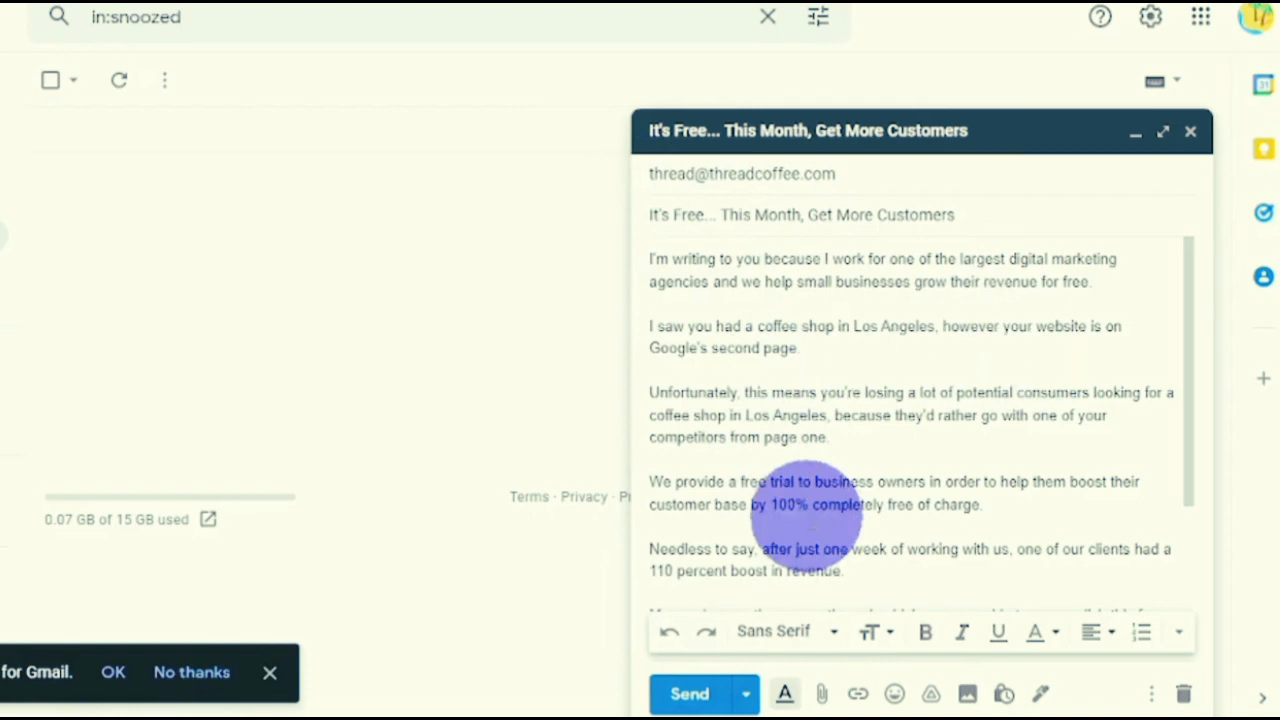 in:snoozed
31
It's Free... This Month, Get More Customers
thread@threadcoffee.com
It's Free... This Month, Get More Customers
I'm writing to you because I work for one of the largest digital marketing
agencies and we help small businesses grow their revenue for free.
I saw you had a coffee shop in Los Angeles, however your website is on
Google's second page.
Unfortunately, this means you're losing a lot of potential consumers looking for a
coffee shop in Los Angeles, because they'd rather go with one of your
competitors from page one.
We provide a free trial to business owners in order to help them boost their
customer base by 100% completely free of charge.
Needless to say, after just one week of working with us, one of our clients had a
110 percent boost in revenue.
Terms · Privacy · Pr
0.07 GB of 15 GB used
Sans Serif
for Gmail. OK No thanks
Send